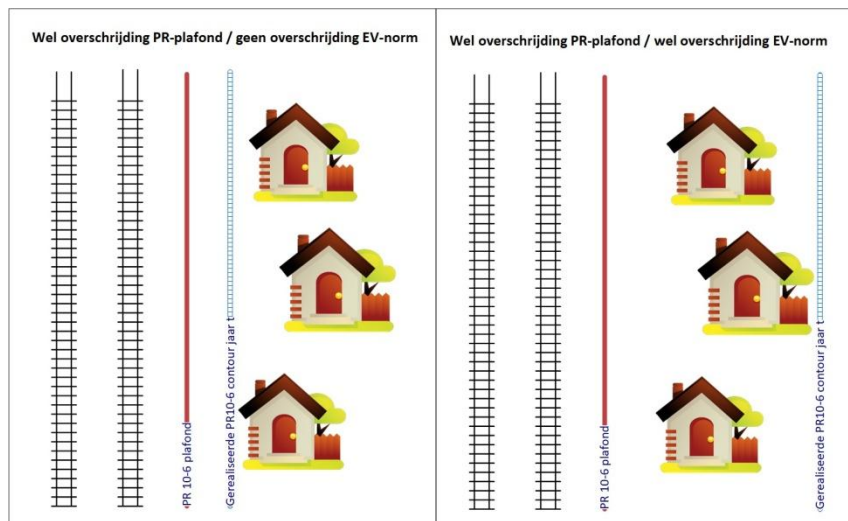 Wel overschrijding PR-plafond / geen overschrijding EV-norm
PR 10-6 plafond
Gerealiseerde PR10-6 contour jaar t
Wel overschrijding PR-plafond / wel overschrijding EV-norm
PR 10-6 plafond
Gerealiseerde PR10-6 contour jaar t